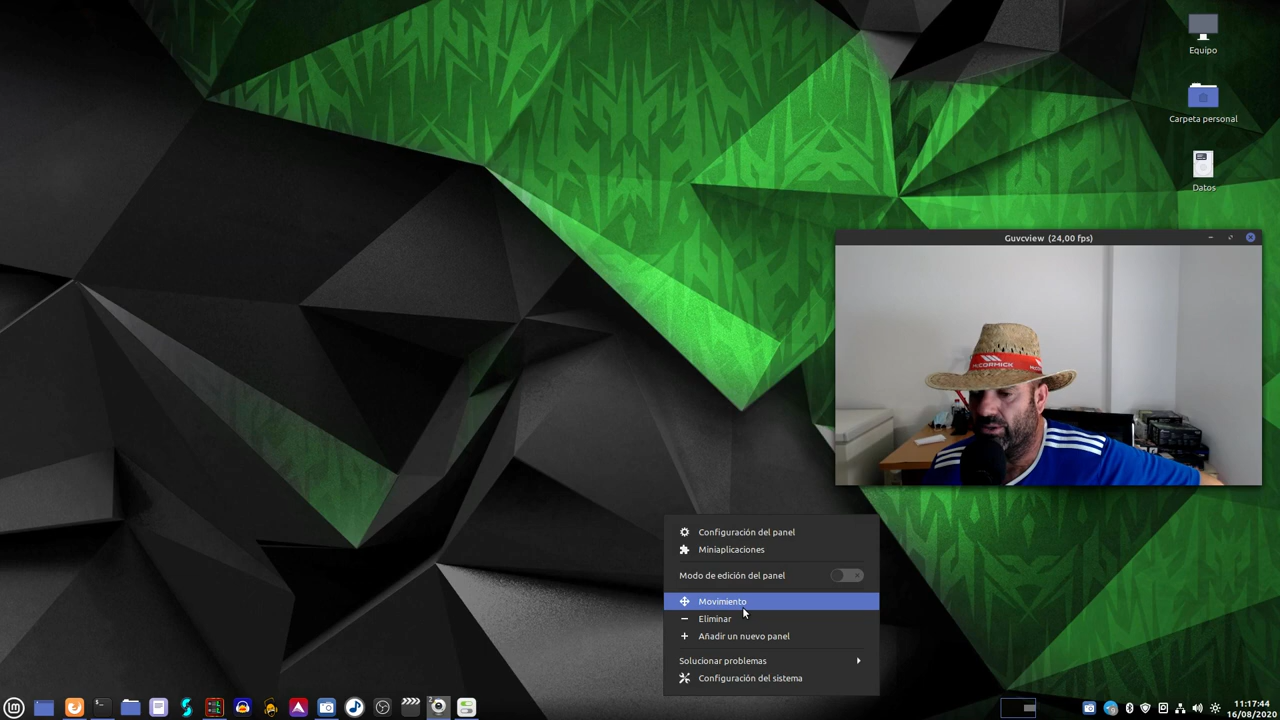 Equipo
Carpeta personal
Datos
Guvcview (24,00 fps)
McCORMICK
Configuración del panel
Miniaplicaciones
Modo de edición del panel
Movimiento
Eliminar
Añadir un nuevo panel
Solucionar problemas
Configuración del sistema
11:17:44
16/08/2020